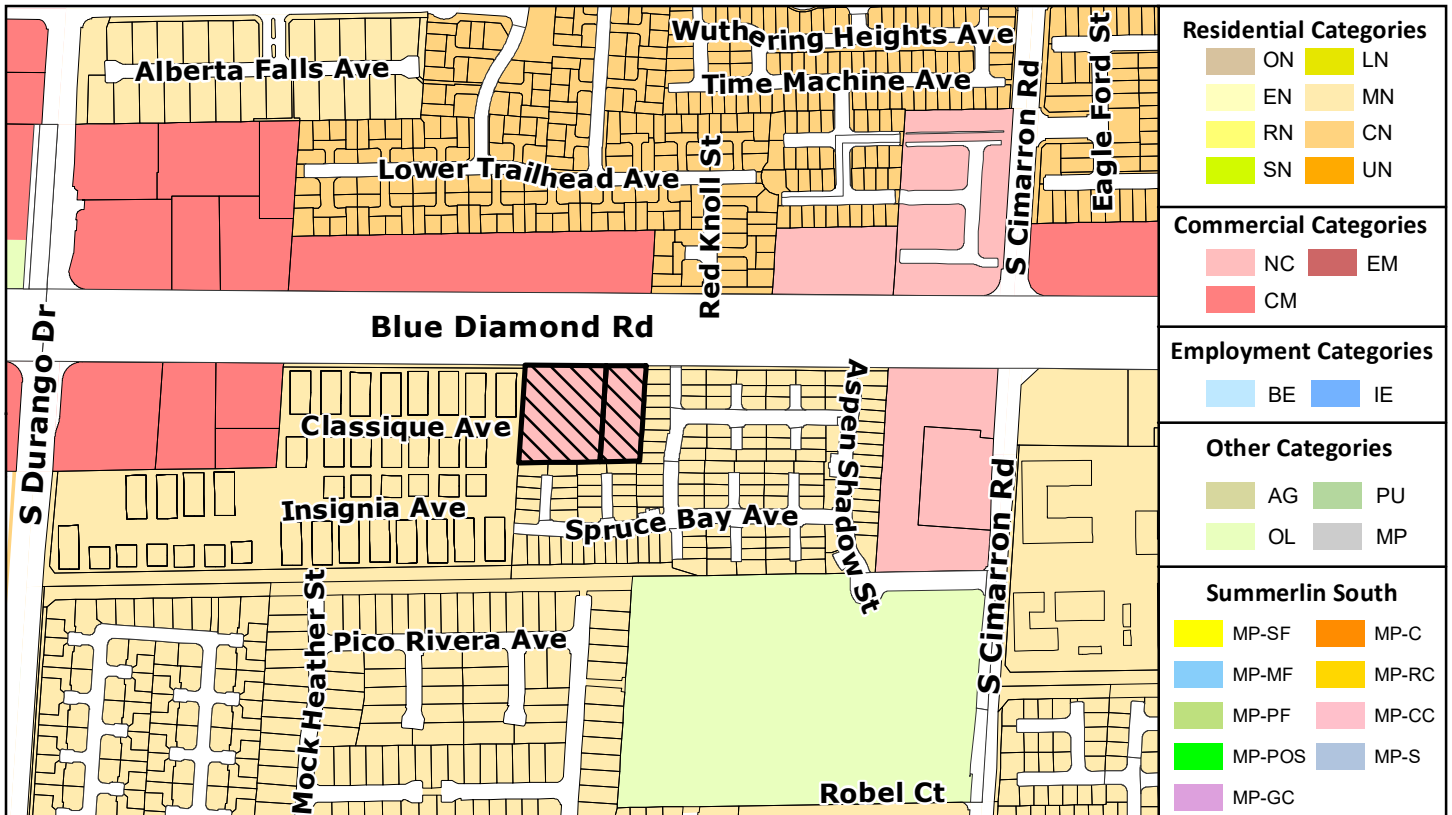 Wuthering Heights Ave
Alberta Falls Ave
Time Machine Ave
Eagle Ford St
S Cimarron Rd
Lower Trailhead Ave
Red Knoll St
Blue Diamond Rd
S Durango Dr
Classique Ave
Aspen Shadow St
Insignia Ave
Spruce Bay Ave
S Cimarron Rd
Mock Heather St
Pico Rivera Ave
Robel Ct
Residential Categories
ON LN
EN MN
RN CN
SN UN
Commercial Categories
NC EM
CM
Employment Categories
BE IE
Other Categories
AG PU
OL MP
Summerlin South
MP-SF MP-C
MP-MF MP-RC
MP-PF MP-CC
MP-POS MP-S
MP-GC